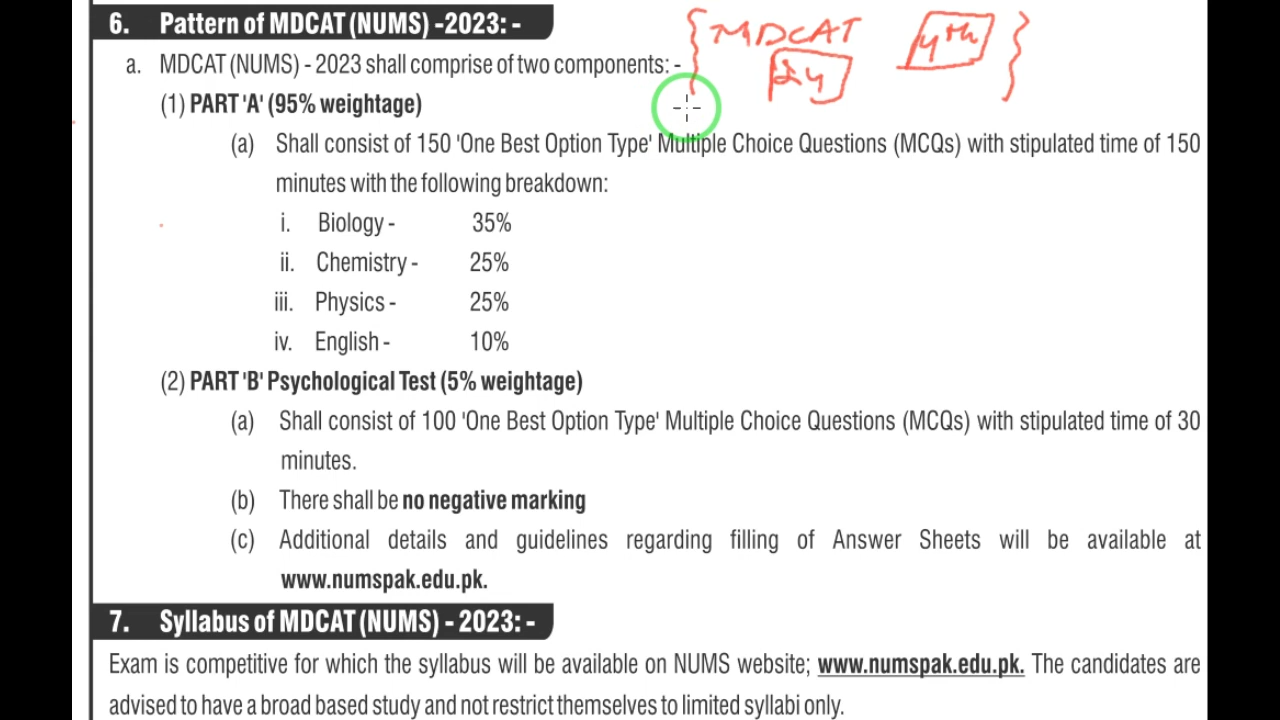 6. Pattern of MDCAT (NUMS) -2023: -
MDCAT 4th
24
a. MDCAT (NUMS) - 2023 shall comprise of two components: -
(1) PART 'A' (95% weightage)
(a) Shall consist of 150 'One Best Option Type' Multiple Choice Questions (MCQs) with stipulated time of 150
minutes with the following breakdown:
i. Biology - 35%
ii. Chemistry - 25%
iii. Physics - 25%
iv. English - 10%
(2) PART 'B' Psychological Test (5% weightage)
(a) Shall consist of 100 'One Best Option Type' Multiple Choice Questions (MCQs) with stipulated time of 30
minutes.
(b) There shall be no negative marking
(c) Additional details and guidelines regarding filling of Answer Sheets will be available at
www.numspak.edu.pk.
7. Syllabus of MDCAT (NUMS) - 2023: -
Exam is competitive for which the syllabus will be available on NUMS website; www.numspak.edu.pk. The candidates are
advised to have a broad based study and not restrict themselves to limited syllabi only.